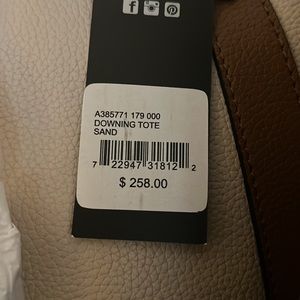 A385771 179 000
DOWNING TOTE
SAND
7 22947 31812 2
$ 258.00